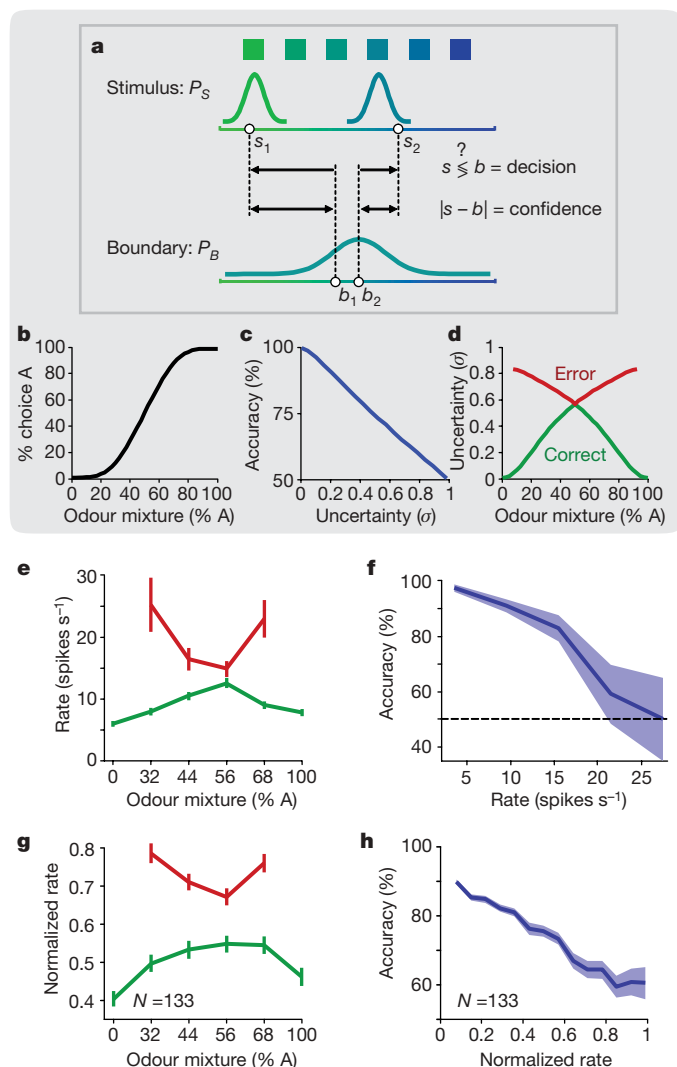 a
Stimulus: P_S
s_1
s_2
?
s ≶ b = decision
|s – b| = confidence
Boundary: P_B
b_1 b_2
b
% choice A
100
80
60
40
20
0
0 20 40 60 80 100
Odour mixture (% A)
c
Accuracy (%)
100
75
50
0 0.2 0.4 0.6 0.8 1
Uncertainty (σ)
d
Uncertainty (σ)
1
0.8
0.6
0.4
0.2
0
Error
Correct
0 20 40 60 80 100
Odour mixture (% A)
e
Rate (spikes s⁻¹)
30
20
10
0
0 32 44 56 68 100
Odour mixture (% A)
f
Accuracy (%)
100
80
60
40
5 10 15 20 25
Rate (spikes s⁻¹)
g
Normalized rate
0.8
0.7
0.6
0.5
0.4
N =133
0 32 44 56 68 100
Odour mixture (% A)
h
Accuracy (%)
100
80
60
N =133
0 0.2 0.4 0.6 0.8 1
Normalized rate